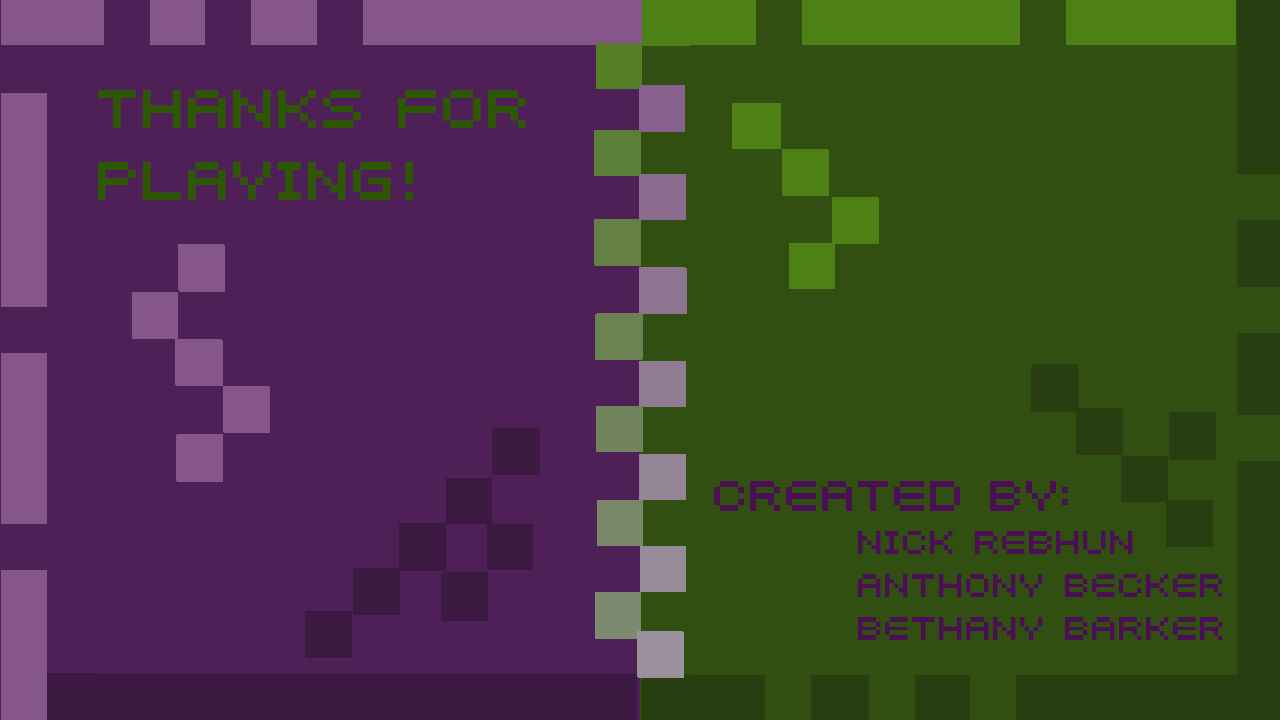 THANKS FOR
PLAYING!
CREATED BY:
NICK REBHUN
ANTHONY BECKER
BETHANY BARKER